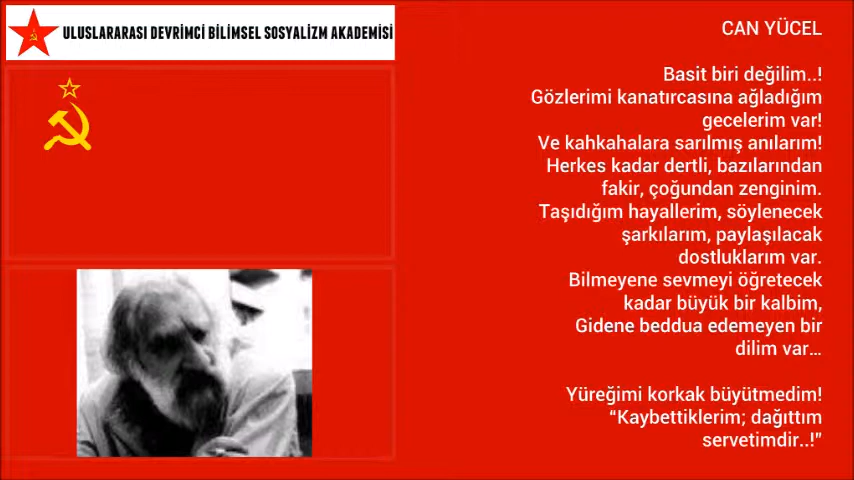 ULUSLARARASI DEVRİMCİ BİLİMSEL SOSYALİZM AKADEMİSİ
CAN YÜCEL
Basit biri değilim..!
Gözlerimi kanatırcasına ağladığım
gecelerim var!
Ve kahkahalara sarılmış anılarım!
Herkes kadar dertli, bazılarından
fakir, çoğundan zenginim.
Taşıdığım hayallerim, söylenecek
şarkılarım, paylaşılacak
dostluklarım var.
Bilmeyene sevmeyi öğretecek
kadar büyük bir kalbim,
Gidene beddua edemeyen bir
dilim var...
Yüreğimi korkak büyütmedim!
“Kaybettiklerim; dağıttım
servetimdir..!”